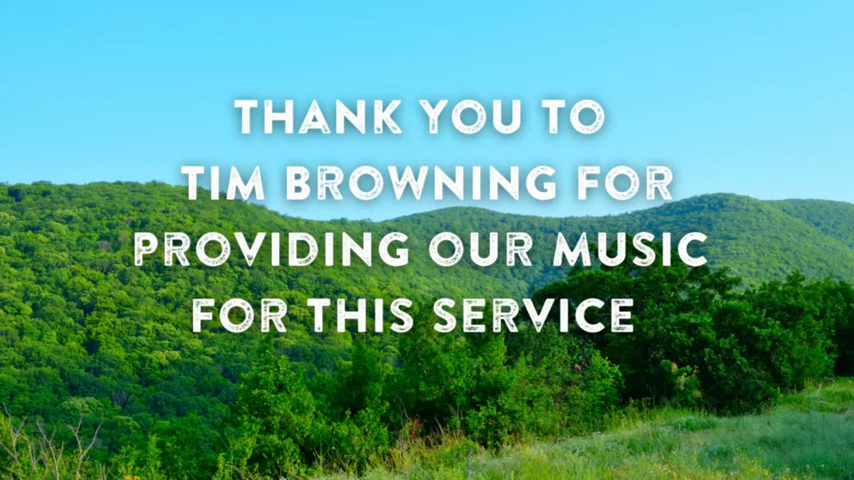 THANK YOU TO
TIM BROWNING FOR
PROVIDING OUR MUSIC
FOR THIS SERVICE